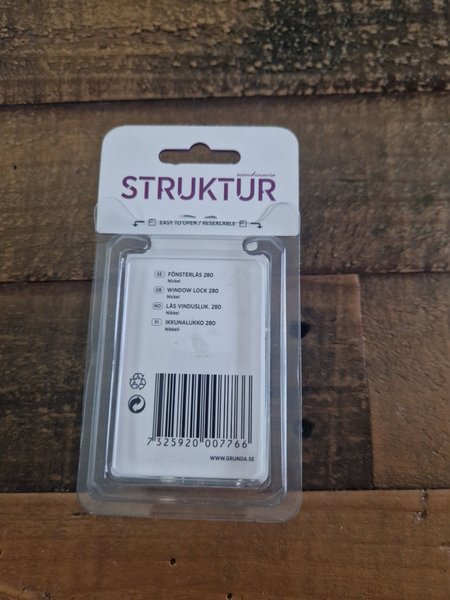 scandinavia
STRUKTUR
EASY TO OPEN / RESEALABLE
SE FÖNSTERLÅS 280
Nickel
GB WINDOW LOCK 280
Nickel
NO LÅS VINDUSLUK. 280
Nikkel
FI IKKUNALUKKO 280
Nikkeli
7 325920 007766
WWW.GRUNDA.SE